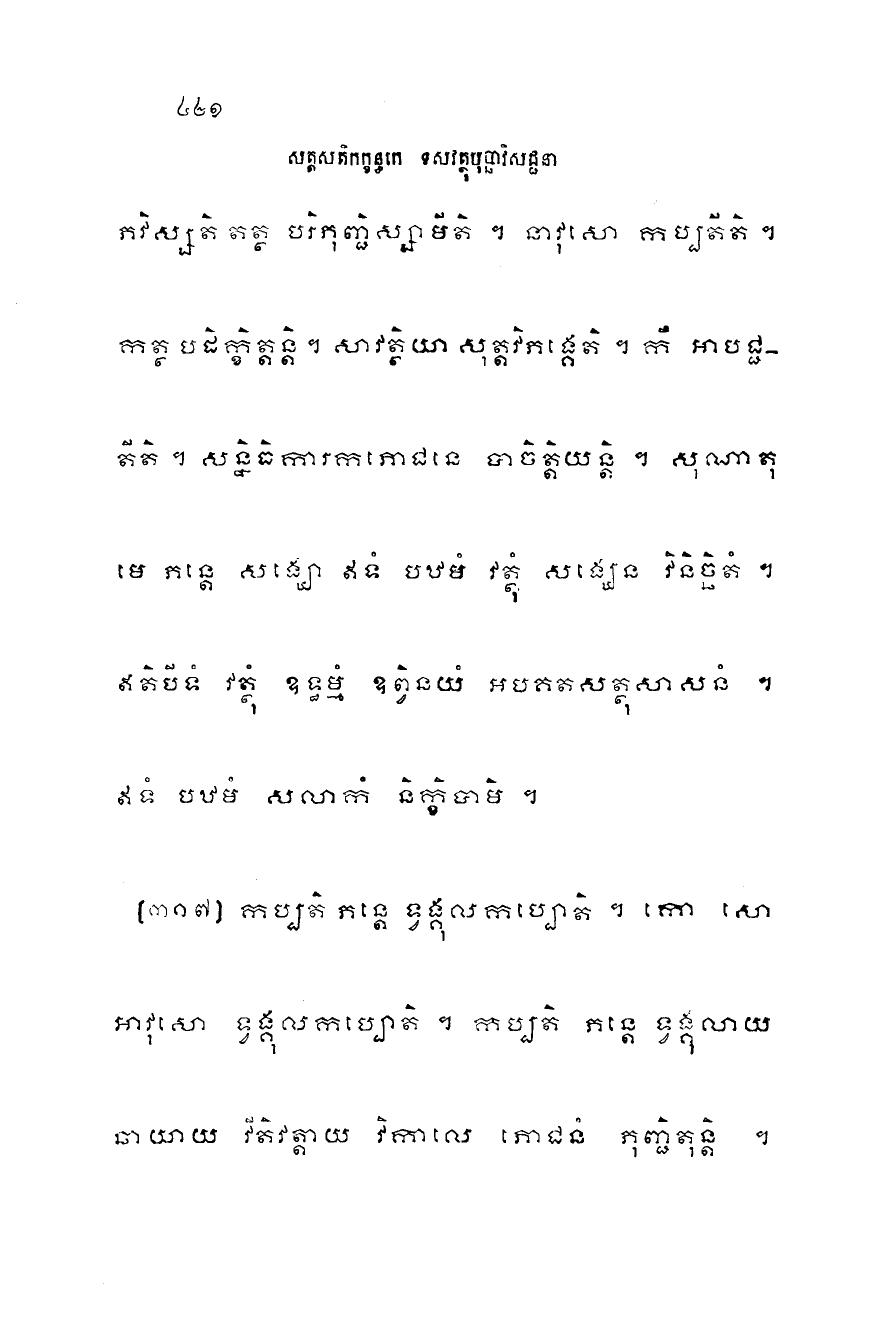 ៤៤១
សត្តសតិកក្ខន្ធកេ ទសវត្ថុបុច្ឆាវិសជ្ជនា
ភវិស្សតិ តត្ថ បរិភុញ្ជិស្សាមីតិ ។ នាវុសោ កប្បតីតិ ។
កត្ថ បដិក្ខិត្តន្តិ ។ សាវត្ថិយា សុត្តវិភង្គេតិ ។ កឹ អាបជ្ជ-
តីតិ ។ សន្និធិការកភោជនេ បាចិត្តិយន្តិ ។ សុណាតុ
មេ ភន្តេ សង្ឃោ ឥទំ បឋមំ វត្ថុំ សង្ឃេន វិនិច្ឆិតំ ។
ឥតិបីទំ វត្ថុំ ឧទ្ធម្មំ ឧព្វិនយំ អបគតសត្ថុសាសនំ ។
ឥទំ បឋមំ សលាកំ និក្ខិបាមិ ។
[៣១៧] កប្បតិ ភន្តេ ទ្វង្គុលកប្បោតិ ។ កោ សោ
អាវុសោ ទ្វង្គុលកប្បោតិ ។ កប្បតិ ភន្តេ ទ្វង្គុលាយ
ឆាយាយ វីតិវត្តាយ វិកាលេ ភោជនំ ភុញ្ជិតុន្តិ ។